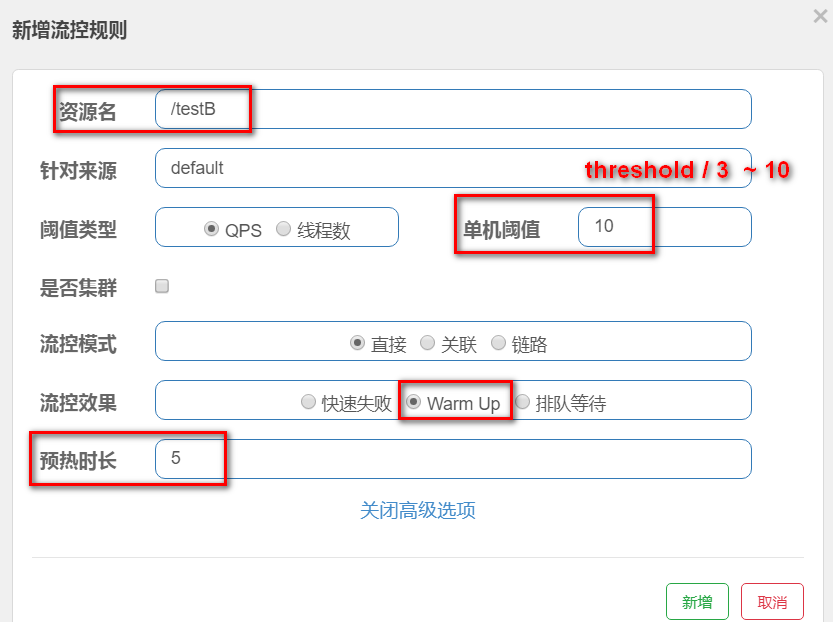 新增流控规则
×
资源名 /testB
针对来源 default
threshold / 3 ~ 10
阈值类型 QPS 线程数 单机阈值 10
是否集群
流控模式 直接 关联 链路
流控效果 快速失败 Warm Up 排队等待
预热时长 5
关闭高级选项
新增 取消